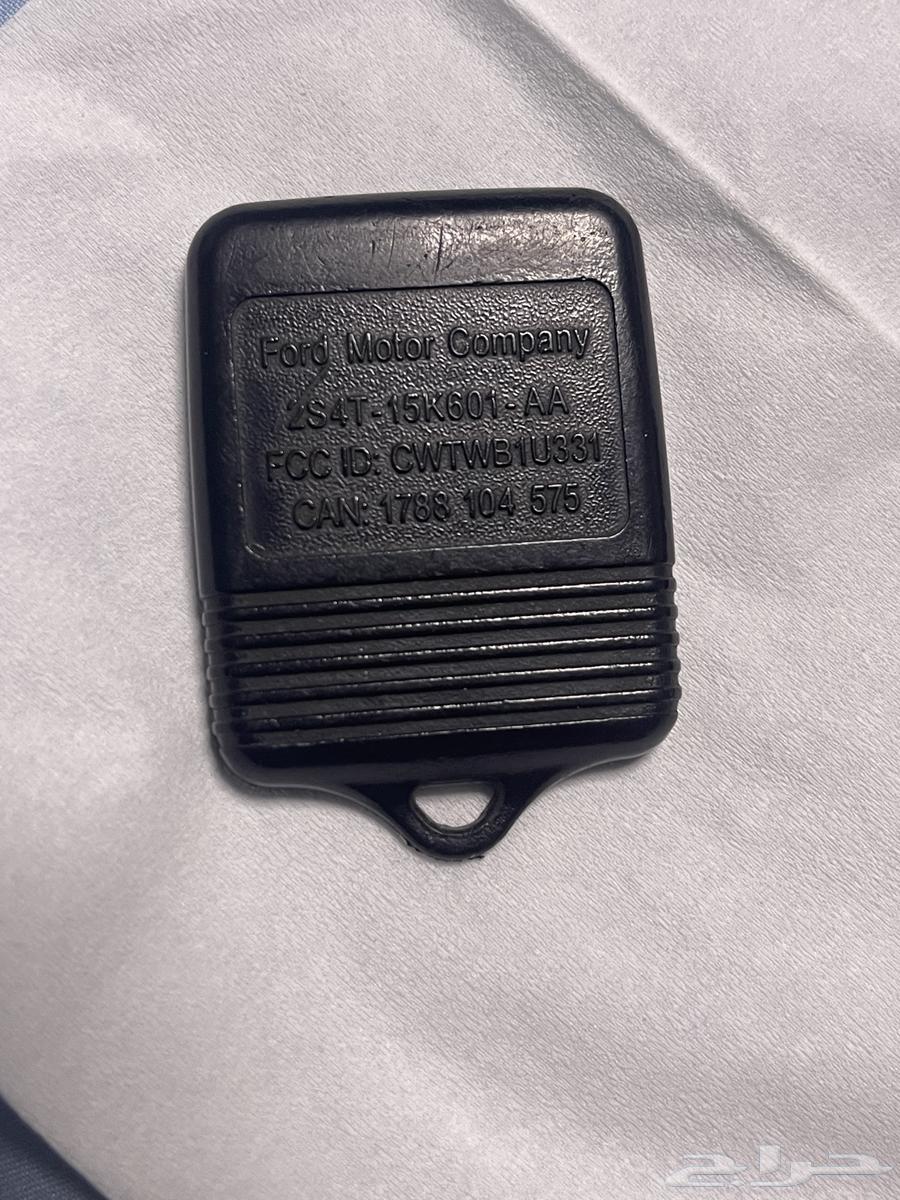 Ford Motor Company
2S4T-15K601-AA
FCC ID: CWTWB1U331
CAN: 1788 104 575
حراج